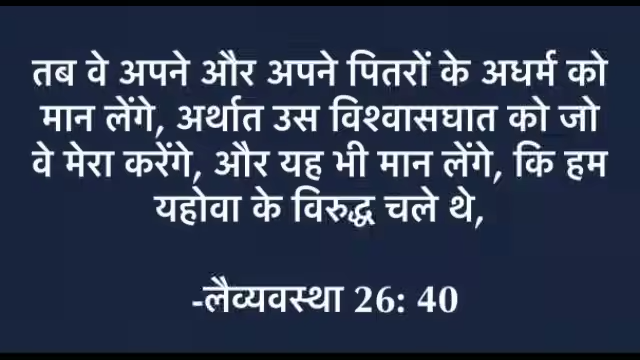 तब वे अपने और अपने पितरों के अधर्म को
मान लेंगे, अर्थात उस विश्वासघात को जो
वे मेरा करेंगे, और यह भी मान लेंगे, कि हम
यहोवा के विरुद्ध चले थे,
-लैव्यवस्था 26: 40